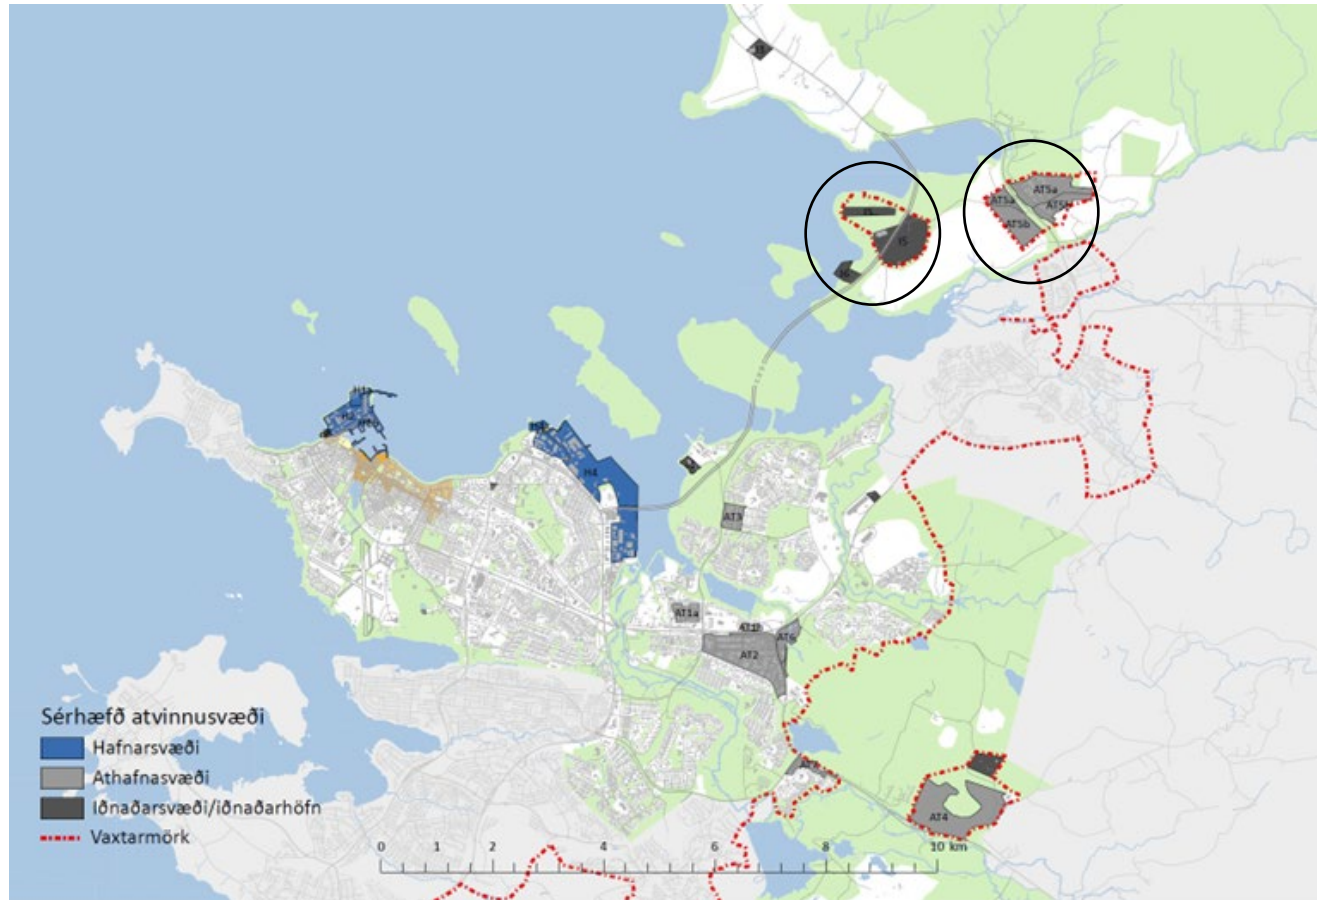 AT5a
AT5a
AT5b
I5
H4
AT3
AT1a
AT6
AT2
Sérhæfð atvinnusvæði
Hafnarsvæði
Athafnasvæði
Iðnaðarsvæði/iðnaðarhöfn
Vaxtarmörk
AT4
0 1 2 4 6 8 10 km